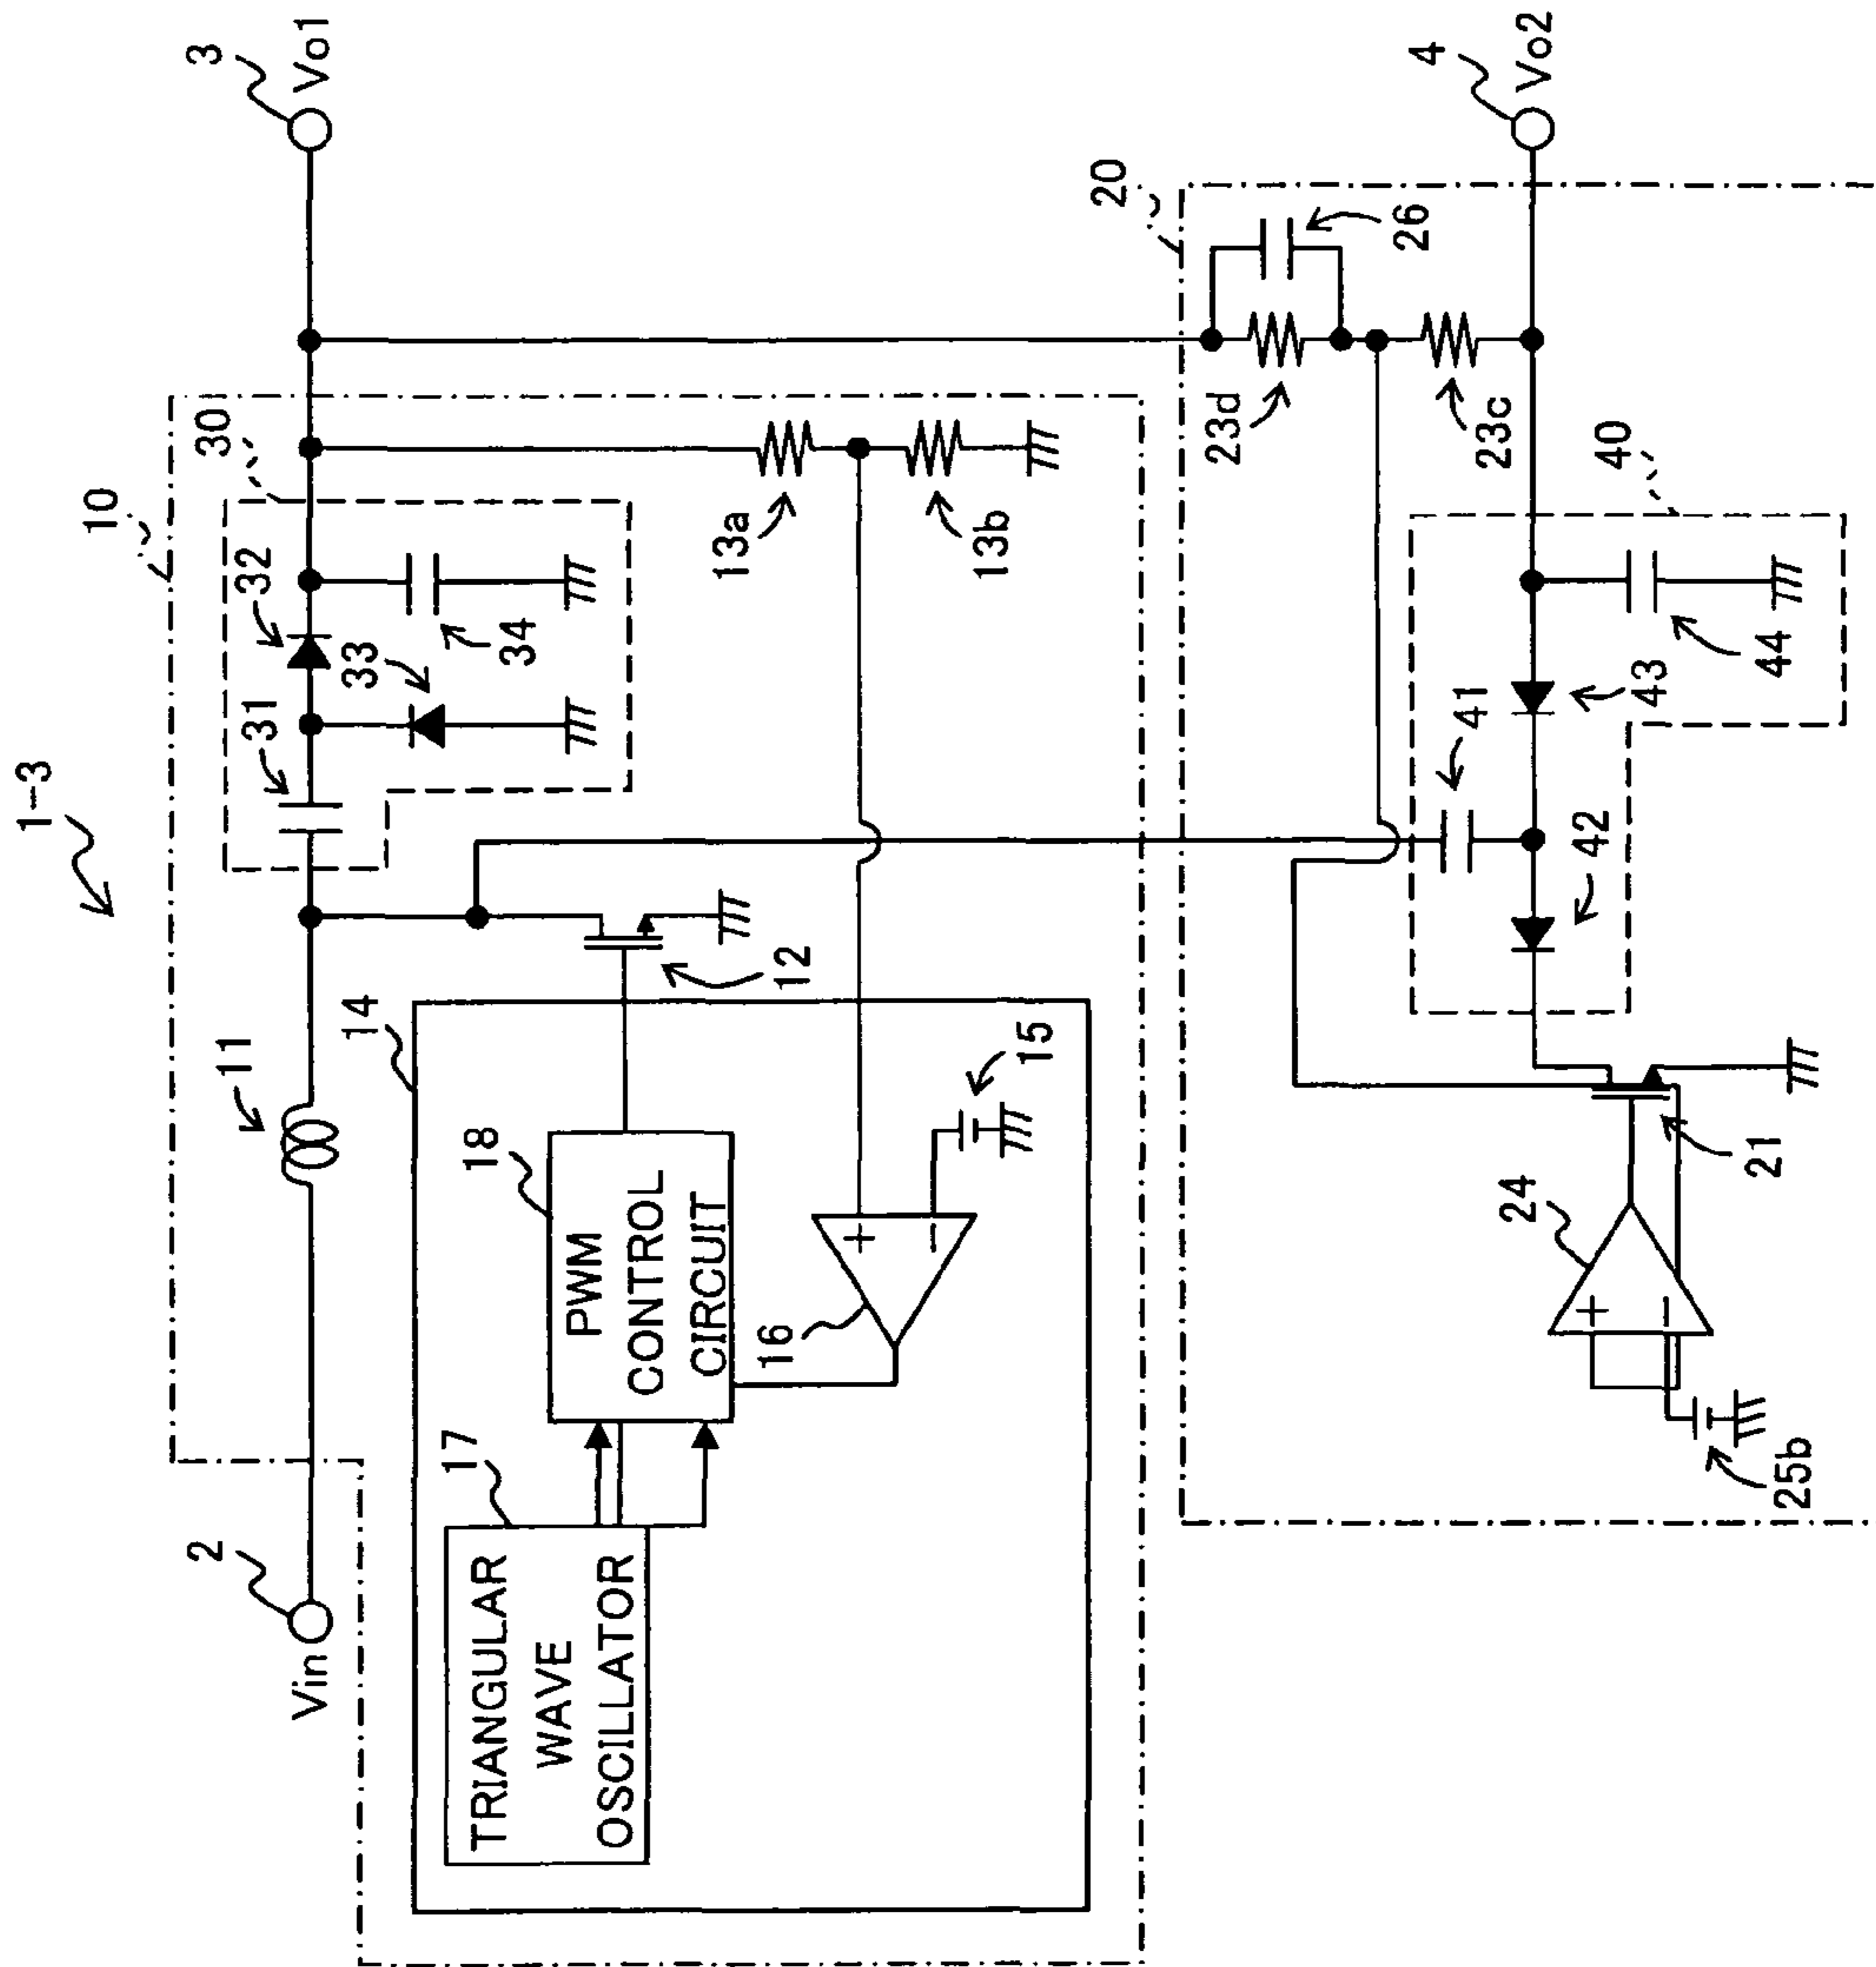 1-3
10
30
3
Vo1
2
Vin
11
31
32
33
34
14
12
13a
13b
17
TRIANGULAR
WAVE
OSCILLATOR
18
PWM
CONTROL
CIRCUIT
16
+
−
15
20
26
23d
23c
4
Vo2
40
41
42
43
44
24
+
−
21
25b